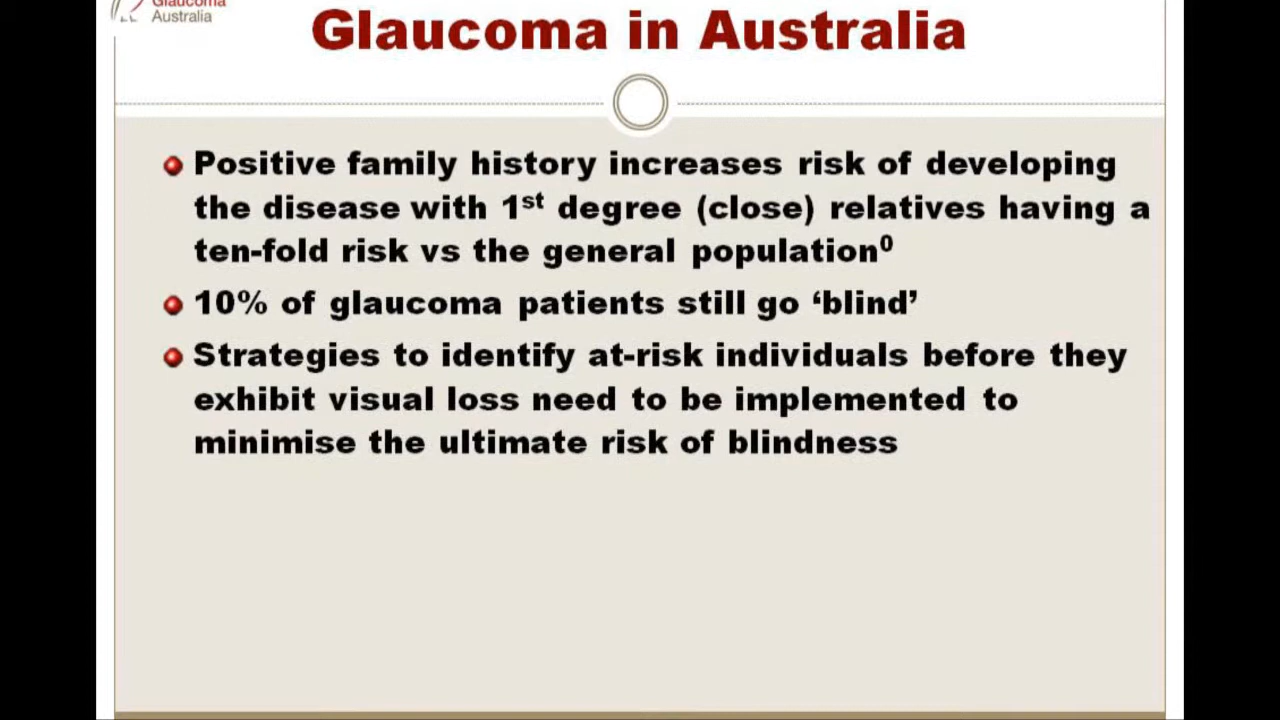 Glaucoma
Australia
Glaucoma in Australia
Positive family history increases risk of developing
the disease with 1st degree (close) relatives having a
ten-fold risk vs the general population⁰
10% of glaucoma patients still go ‘blind’
Strategies to identify at-risk individuals before they
exhibit visual loss need to be implemented to
minimise the ultimate risk of blindness